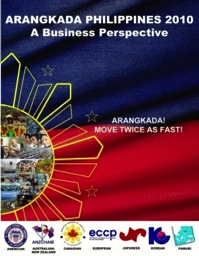 ARANGKADA PHILIPPINES 2010
A Business Perspective
ARANGKADA!
MOVE TWICE AS FAST!
AMERICAN
ANZCHAM
AUSTRALIAN
NEW ZEALAND
CANADIAN
eccp
EUROPEAN
JAPANESE
KOREAN
PAMURI